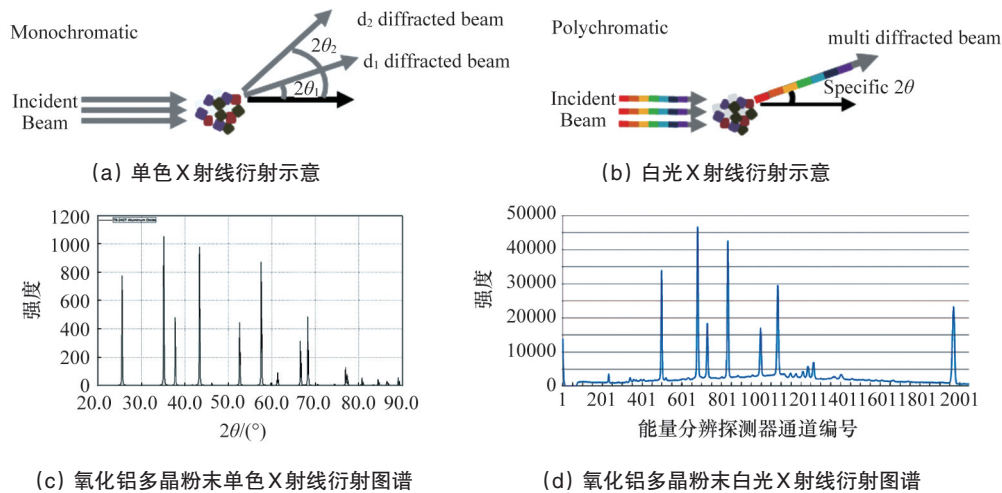 Monochromatic
d₂ diffracted beam
2θ₂
d₁ diffracted beam
2θ₁
Incident
Beam
(a) 单色X射线衍射示意
Polychromatic
multi diffracted beam
Specific 2θ
Incident
Beam
(b) 白光X射线衍射示意
1200
1000
800
600
400
200
0
强度
20.0 30.0 40.0 50.0 60.0 70.0 80.0 90.0
2θ/(°)
(c) 氧化铝多晶粉末单色X射线衍射图谱
50000
40000
30000
20000
10000
0
强度
1 201 401 601 801 1001 1201 1401 1601 1801 2001
能量分辨探测器通道编号
(d) 氧化铝多晶粉末白光X射线衍射图谱